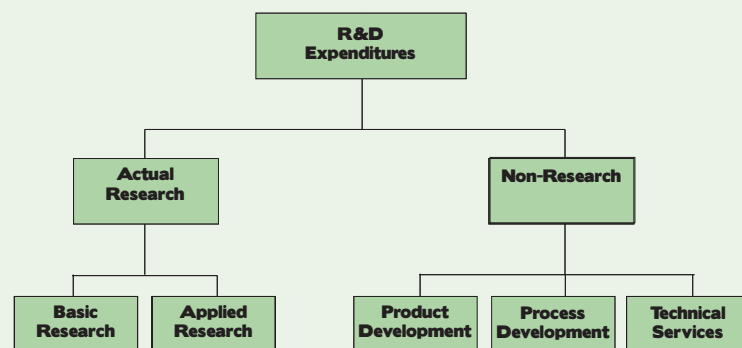 R&D
Expenditures
Actual
Research
Non-Research
Basic
Research
Applied
Research
Product
Development
Process
Development
Technical
Services